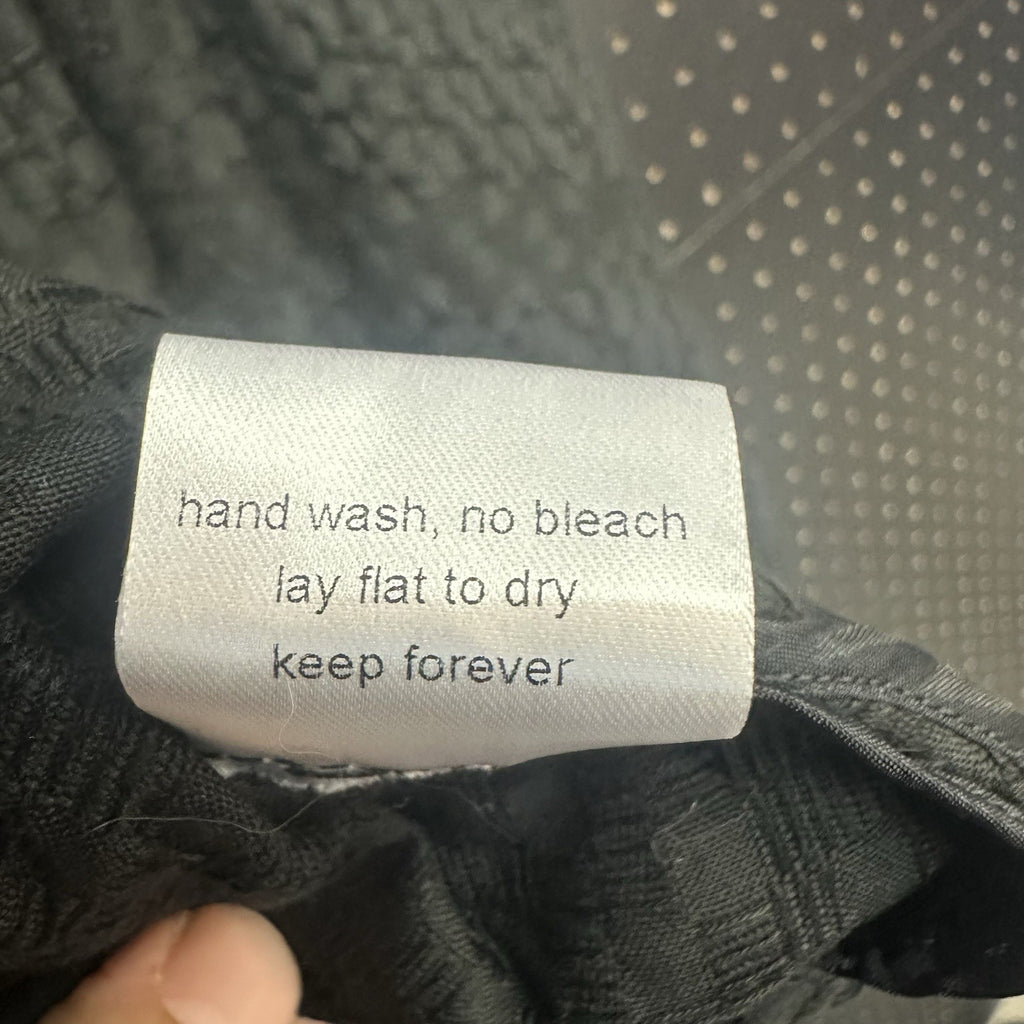 hand wash, no bleach
lay flat to dry
keep forever